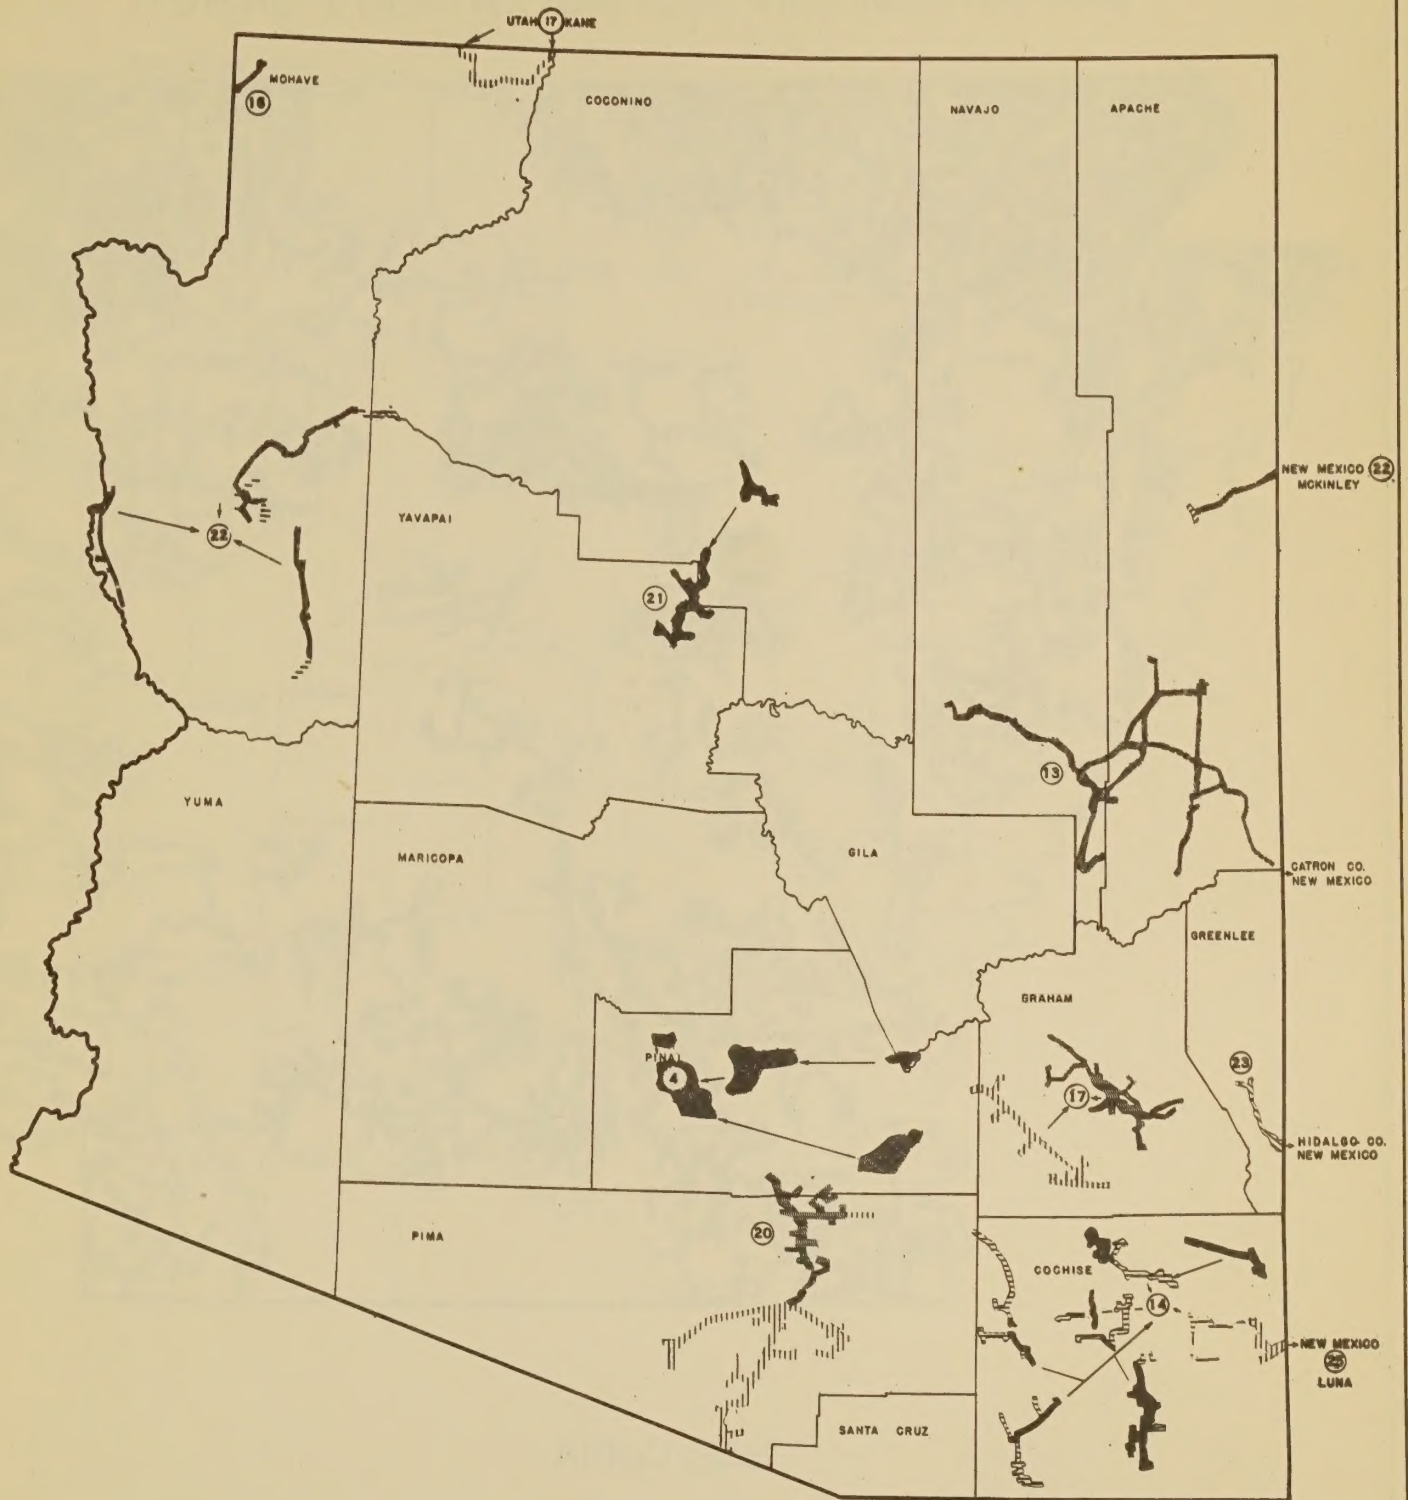 UTAH 17 KANE
MOHAVE
16
COCONINO
NAVAJO
APACHE
NEW MEXICO 22
MCKINLEY
YAVAPAI
22
21
13
YUMA
MARICOPA
GILA
CATRON CO.
NEW MEXICO
GREENLEE
GRAHAM
PINAL
4
23
17
HIDALGO CO.
NEW MEXICO
PIMA
20
COCHISE
14
NEW MEXICO
25
LUNA
SANTA CRUZ